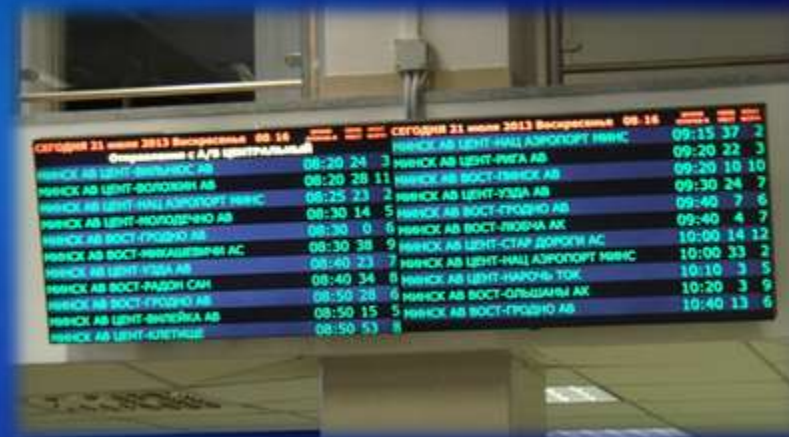 СЕГОДНЯ 21 июля 2013 Воскресенье 08 16
Отправления с А/В ЦЕНТРАЛЬНЫЙ
МИНСК АВ ЦЕНТ-ВИЛЬНЮС АВ 08:20 24 3
МИНСК АВ ЦЕНТ-ВОЛОЖИН АВ 08:20 28 11
МИНСК АВ ЦЕНТ-НАЦ АЭРОПОРТ МИНС 08:25 23 2
МИНСК АВ ЦЕНТ-МОЛОДЕЧНО АВ 08:30 14 5
МИНСК АВ ВОСТ-ГРОДНО АВ 08:30 0 6
МИНСК АВ ВОСТ-МИКАШЕВИЧИ АС 08:30 38 9
МИНСК АВ ЦЕНТ-УЗДА АВ 08:40 23 7
МИНСК АВ ВОСТ-РАДОН САН 08:40 34 8
МИНСК АВ ВОСТ-ГРОДНО АВ 08:50 28 6
МИНСК АВ ЦЕНТ-ВИЛЕЙКА АВ 08:50 15 5
МИНСК АВ ЦЕНТ-КЛЕТИЩЕ 08:50 53 8
СЕГОДНЯ 21 июля 2013 Воскресенье 08 16
МИНСК АВ ЦЕНТ-НАЦ АЭРОПОРТ МИНС 09:15 37 2
МИНСК АВ ЦЕНТ-РИГА АВ 09:20 22 3
МИНСК АВ ВОСТ-ПИНСК АВ 09:20 10 10
МИНСК АВ ЦЕНТ-УЗДА АВ 09:30 24 7
МИНСК АВ ВОСТ-ГРОДНО АВ 09:40 7 6
МИНСК АВ ВОСТ-ЛЮБЧА АК 09:40 4 7
МИНСК АВ ЦЕНТ-СТАР ДОРОГИ АС 10:00 14 12
МИНСК АВ ЦЕНТ-НАЦ АЭРОПОРТ МИНС 10:00 33 2
МИНСК АВ ЦЕНТ-НАРОЧЬ ТОК 10:10 3 5
МИНСК АВ ВОСТ-ОЛЬШАНЫ АК 10:20 3 9
МИНСК АВ ВОСТ-ГРОДНО АВ 10:40 13 6